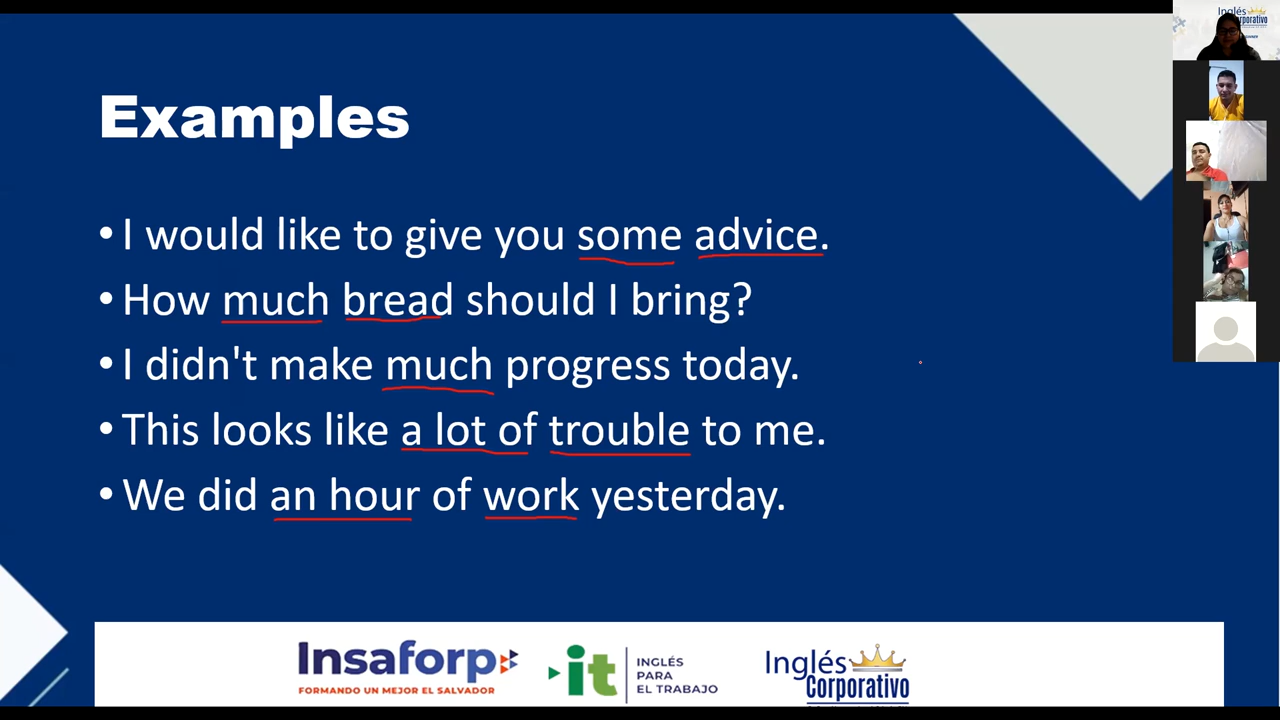 Examples
• I would like to give you some advice.
• How much bread should I bring?
• I didn't make much progress today.
• This looks like a lot of trouble to me.
• We did an hour of work yesterday.
Insaforp
FORMANDO UN MEJOR EL SALVADOR
it
INGLÉS
PARA
EL TRABAJO
Inglés
Corporativo
Inglés
Corporativo